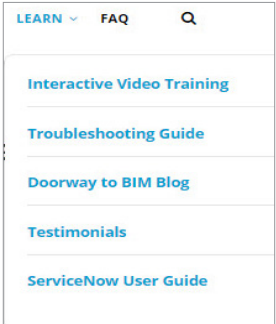 LEARN FAQ
Interactive Video Training
Troubleshooting Guide
Doorway to BIM Blog
Testimonials
ServiceNow User Guide